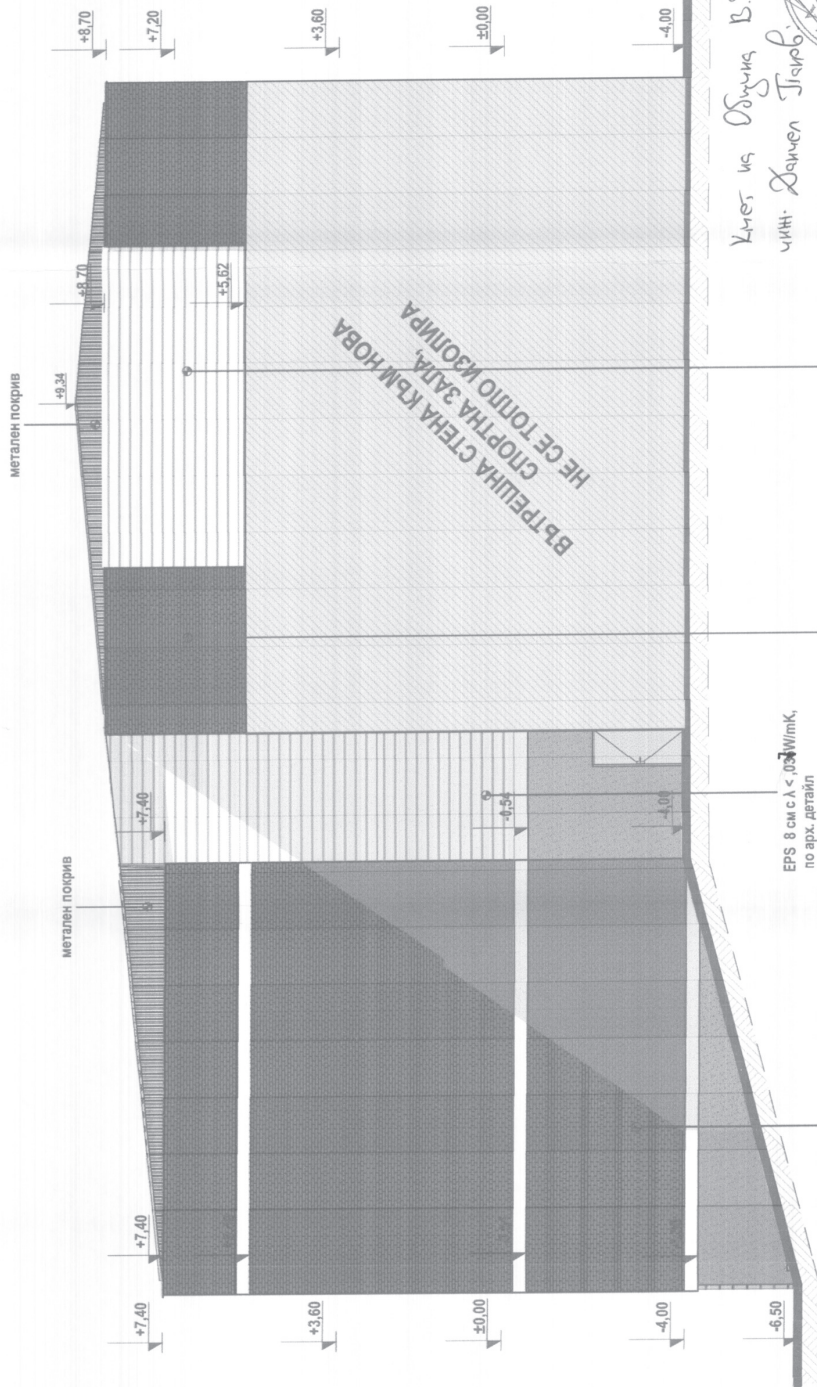 метален покрив
метален покрив
+9,34
+8,70
+8,70
+7,20
+3,60
±0,00
-4,00
+5,62
ВЪТРЕШНА СТЕНА КЪМ НОВА
СПОРТНА ЗАЛА,
НЕ СЕ ТОПЛО ИЗОЛИРА
+7,40
-0,54
-4,00
+7,40
+7,40
+3,60
±0,00
-4,00
-6,50
EPS 8 см с λ <
по арх. детайл
Кмет на Община В.
инж. Даниел Панов